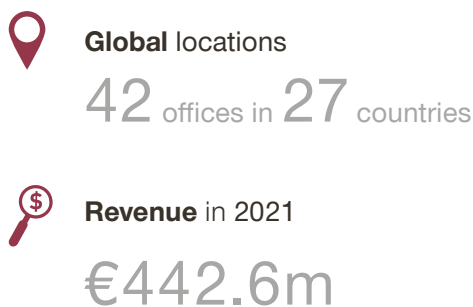 Global locations
42 offices in 27 countries
$
Revenue in 2021
€442.6m